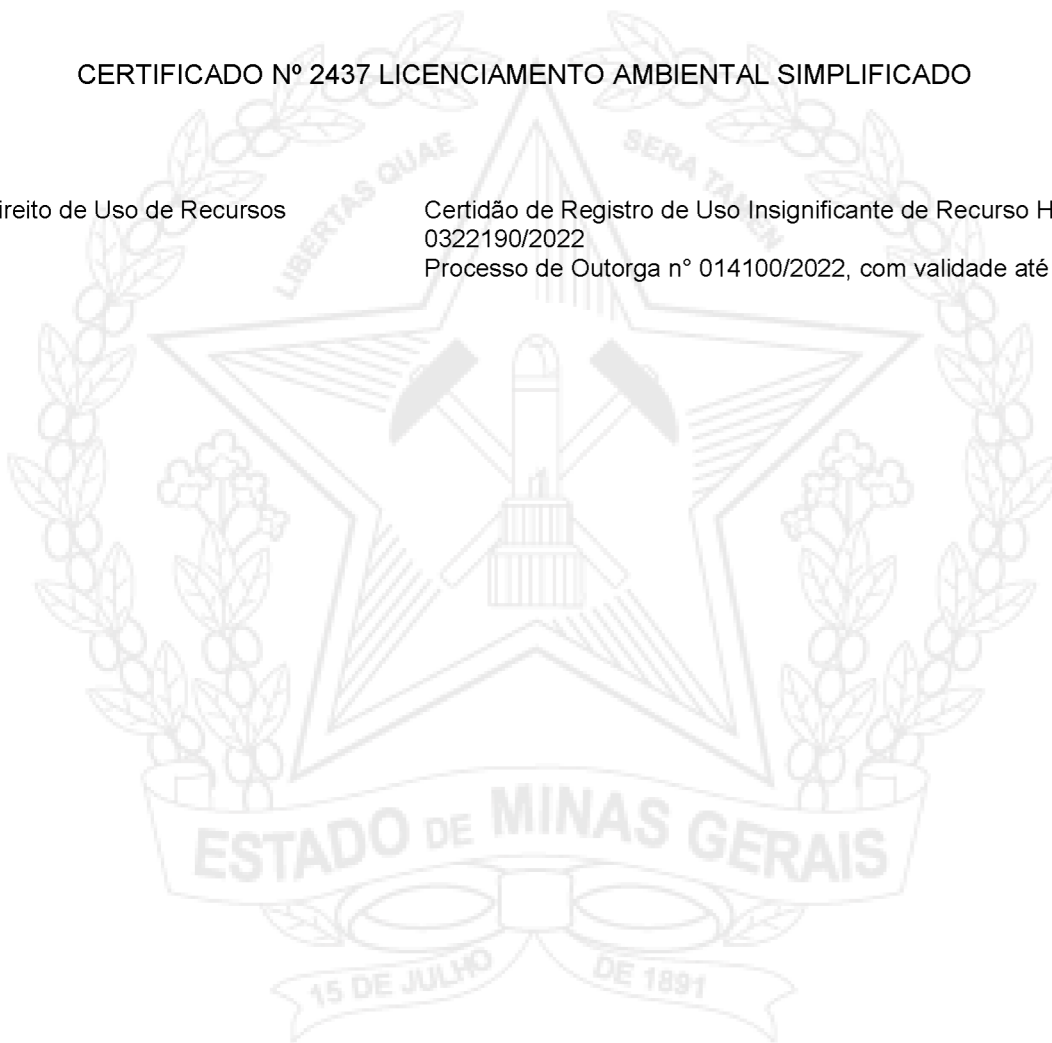 CERTIFICADO Nº 2437 LICENCIAMENTO AMBIENTAL SIMPLIFICADO
LIBERTAS QUAE SERA TAMEN
ireito de Uso de Recursos
Certidão de Registro de Uso Insignificante de Recurso H
0322190/2022
Processo de Outorga n° 014100/2022, com validade até
ESTADO DE MINAS GERAIS
15 DE JULHO DE 1891